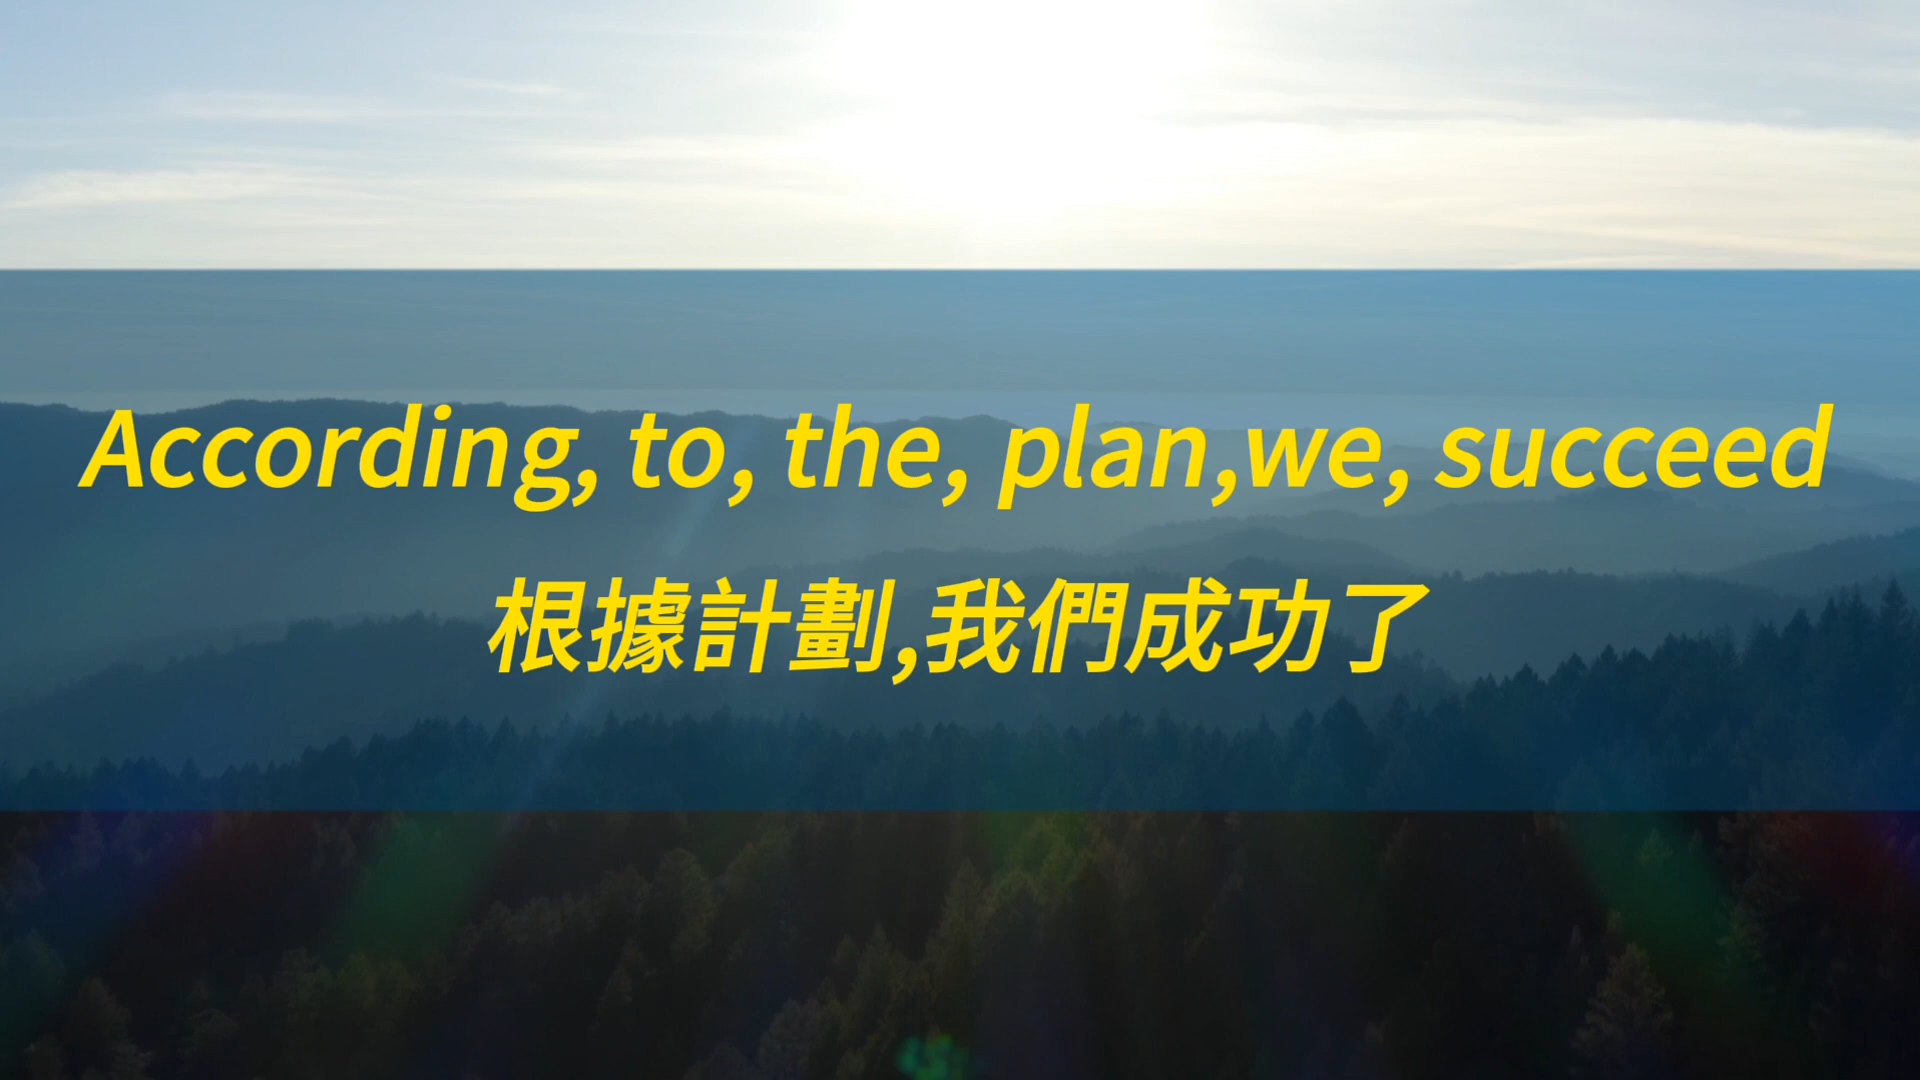 According, to, the, plan,we, succeed
根據計劃,我們成功了